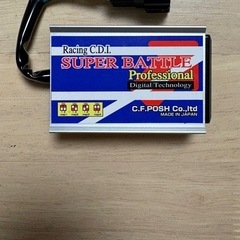 Racing C.D.I.
SUPER BATTLE
Professional
Digital Technology
C.F.POSH Co.,ltd
MADE IN JAPAN